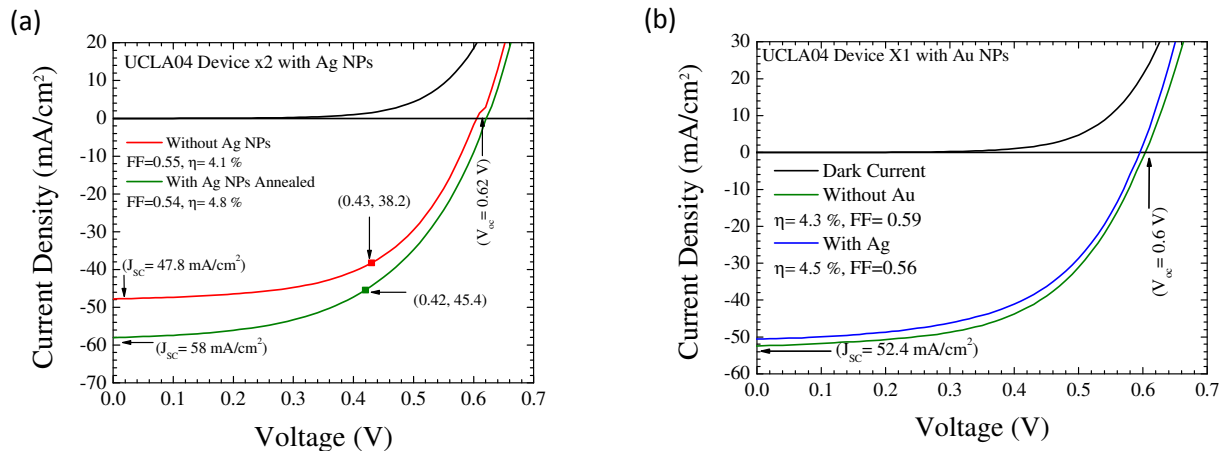 (a)
UCLA04 Device x2 with Ag NPs
Without Ag NPs
FF=0.55, η= 4.1 %
With Ag NPs Annealed
FF=0.54, η= 4.8 %
(0.43, 38.2)
(V_oc = 0.62 V)
(J_SC= 47.8 mA/cm²)
(0.42, 45.4)
(J_SC= 58 mA/cm²)
20
10
0
-10
-20
-30
-40
-50
-60
-70
0.0 0.1 0.2 0.3 0.4 0.5 0.6 0.7
Current Density (mA/cm²)
Voltage (V)
(b)
UCLA04 Device X1 with Au NPs
Dark Current
Without Au
η= 4.3 %, FF= 0.59
With Ag
η= 4.5 %, FF=0.56
(V_oc = 0.6 V)
(J_SC= 52.4 mA/cm²)
30
20
10
0
-10
-20
-30
-40
-50
-60
0.0 0.1 0.2 0.3 0.4 0.5 0.6 0.7
Current Density (mA/cm²)
Voltage (V)